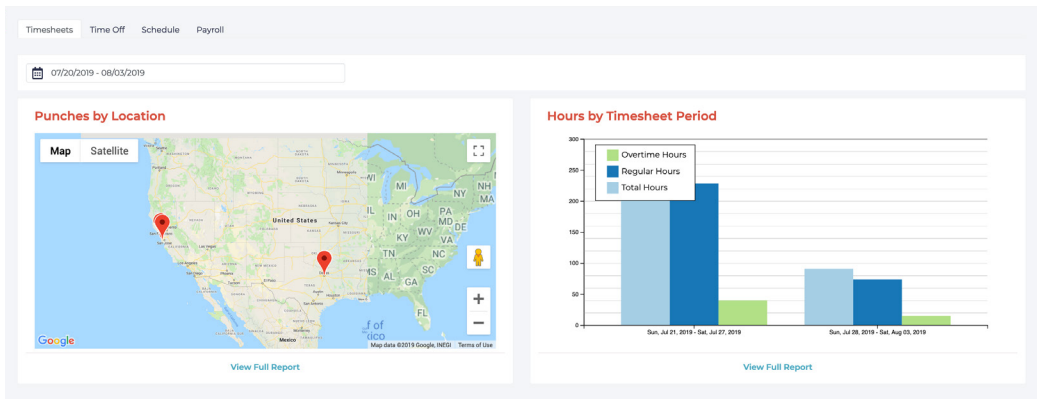 Timesheets Time Off Schedule Payroll
07/20/2019 - 08/03/2019
Punches by Location
Map Satellite
United States
MI
NY
NH
MA
IL
IN
OH
PA
MD
DE
KY
WV
VA
TN
NC
MS
AL
GA
SC
FL
Mexico
Google
Map data ©2019 Google, INEGI Terms of Use
View Full Report
Hours by Timesheet Period
Overtime Hours
Regular Hours
Total Hours
300
250
200
150
100
50
0
Sun, Jul 21, 2019 - Sat, Jul 27, 2019
Sun, Jul 28, 2019 - Sat, Aug 03, 2019
View Full Report